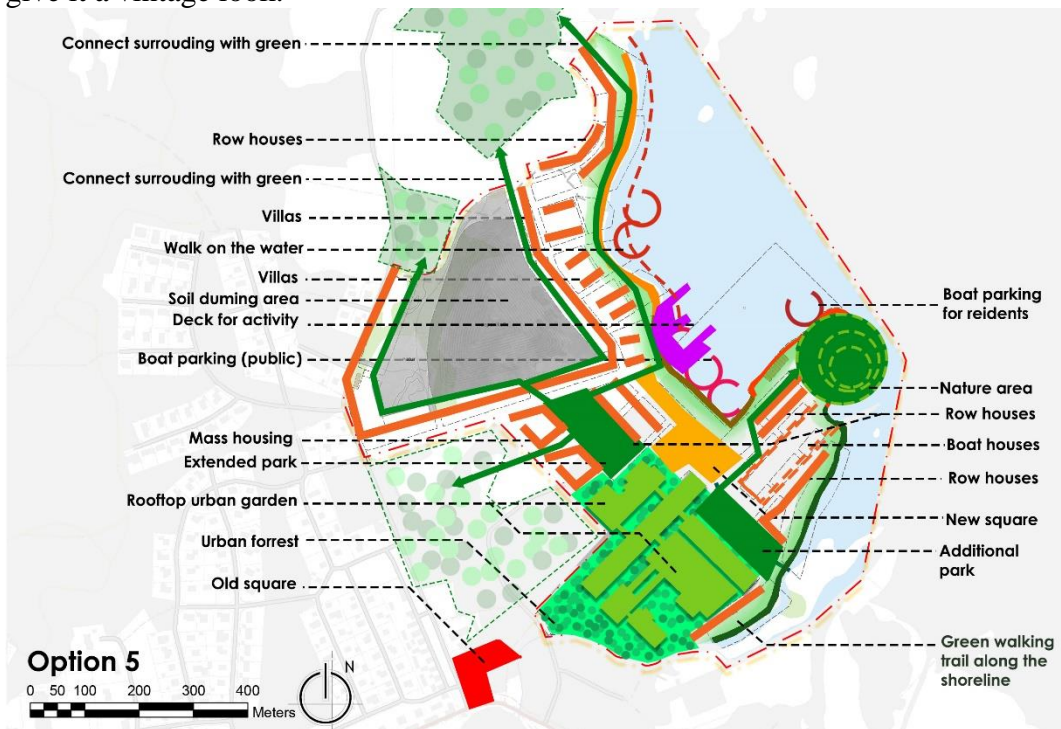 give it a vintage look.
Connect surrouding with green
Row houses
Connect surrouding with green
Villas
Walk on the water
Villas
Soil duming area
Deck for activity
Boat parking (public)
Mass housing
Extended park
Rooftop urban garden
Urban forrest
Old square
Boat parking
for reidents
Nature area
Row houses
Boat houses
Row houses
New square
Additional
park
Green walking
trail along the
shoreline
Option 5
N
0 50 100 200 300 400
Meters